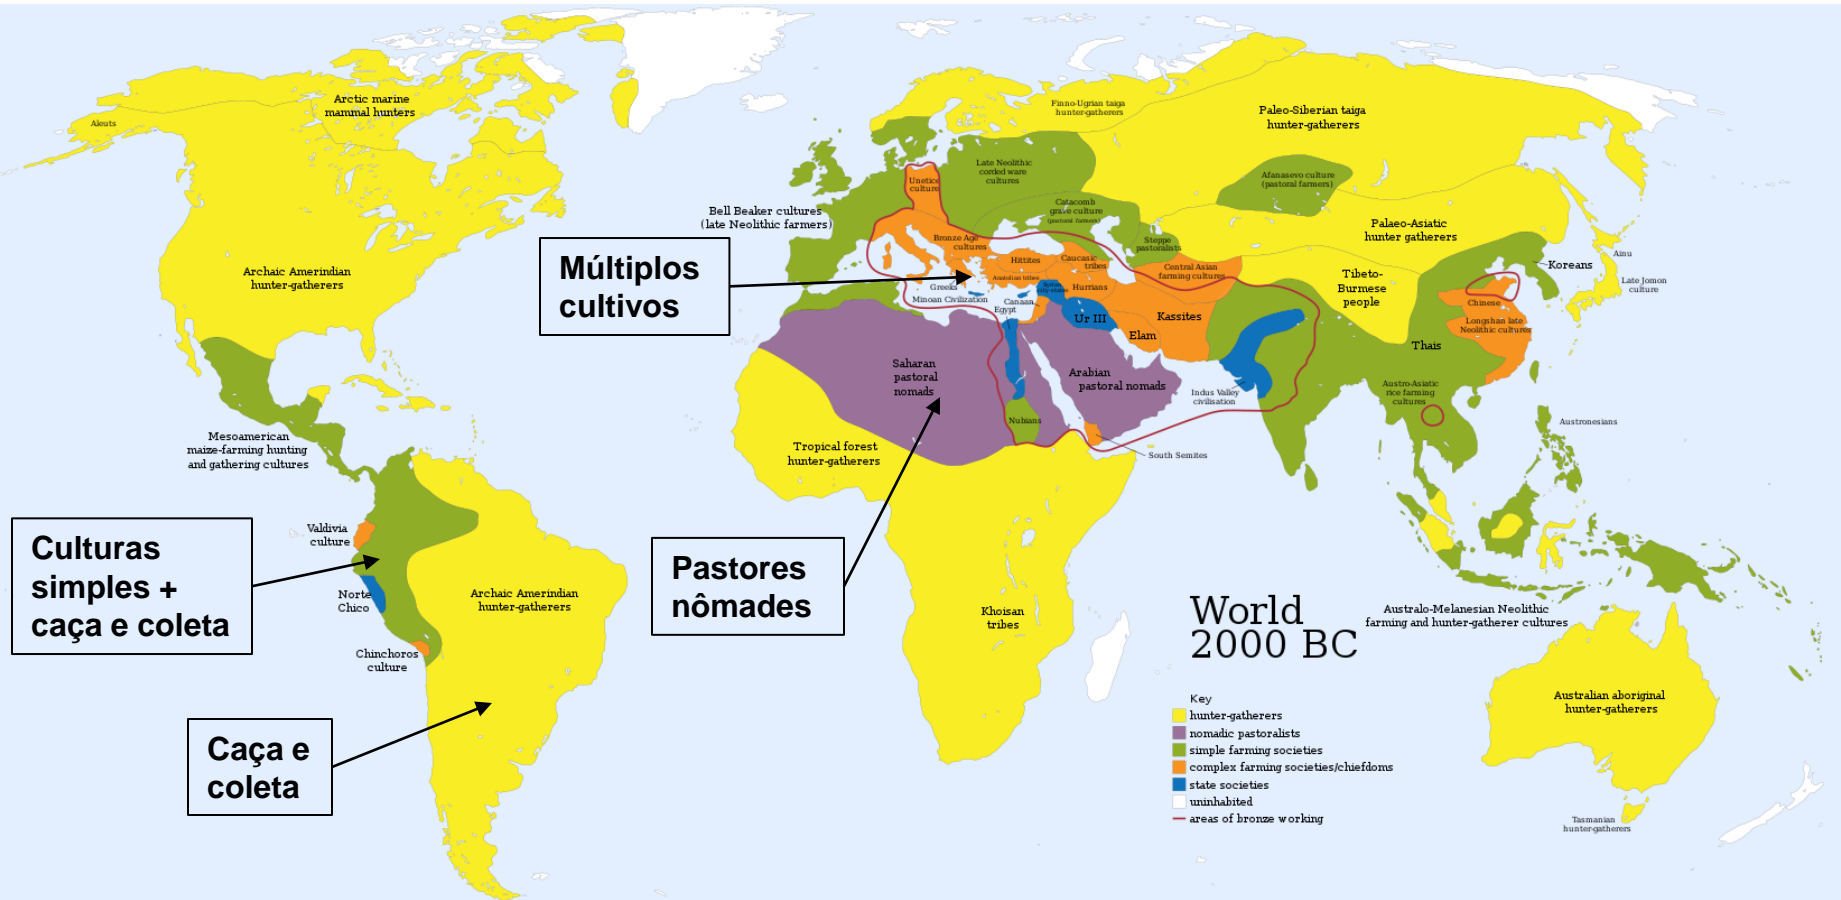 Arctic marine
mammal hunters
Aleuts
Archaic Amerindian
hunter-gatherers
Mesoamerican
maize-farming hunting
and gathering cultures
Culturas
simples +
caça e coleta
Valdivia
culture
Norte
Chico
Chinchoros
culture
Archaic Amerindian
hunter-gatherers
Caça e
coleta
Finno-Ugrian taiga
hunter-gatherers
Paleo-Siberian taiga
hunter-gatherers
Late Neolithic
corded ware
cultures
Unetice
culture
Afanasevo culture
(pastoral farmers)
Bell Beaker cultures
(late Neolithic farmers)
Catacomb
grave culture
(pastoral farmers)
Palaeo-Asiatic
hunter gatherers
Múltiplos
cultivos
Bronze Age
cultures
Steppe
pastoralists
Hittites
Caucasic
tribes
Central Asian
farming cultures
Anatolian tribes
Greeks
Hurrians
Minoan Civilization
Canaan
Egypt
Ur III
Elam
Kassites
Tibeto-
Burmese
people
Koreans
Ainu
Late Jomon
culture
Chinese
Longshan late
Neolithic cultures
Thais
Saharan
pastoral
nomads
Arabian
pastoral nomads
Indus Valley
civilisation
Austro-Asiatic
rice farming
cultures
Nubians
Austronesians
Tropical forest
hunter-gatherers
South Semites
Pastores
nômades
Khoisan
tribes
Australo-Melanesian Neolithic
farming and hunter-gatherer cultures
World
2000 BC
Australian aboriginal
hunter-gatherers
Tasmanian
hunter-gatherers
Key
hunter-gatherers
nomadic pastoralists
simple farming societies
complex farming societies/chiefdoms
state societies
uninhabited
areas of bronze working